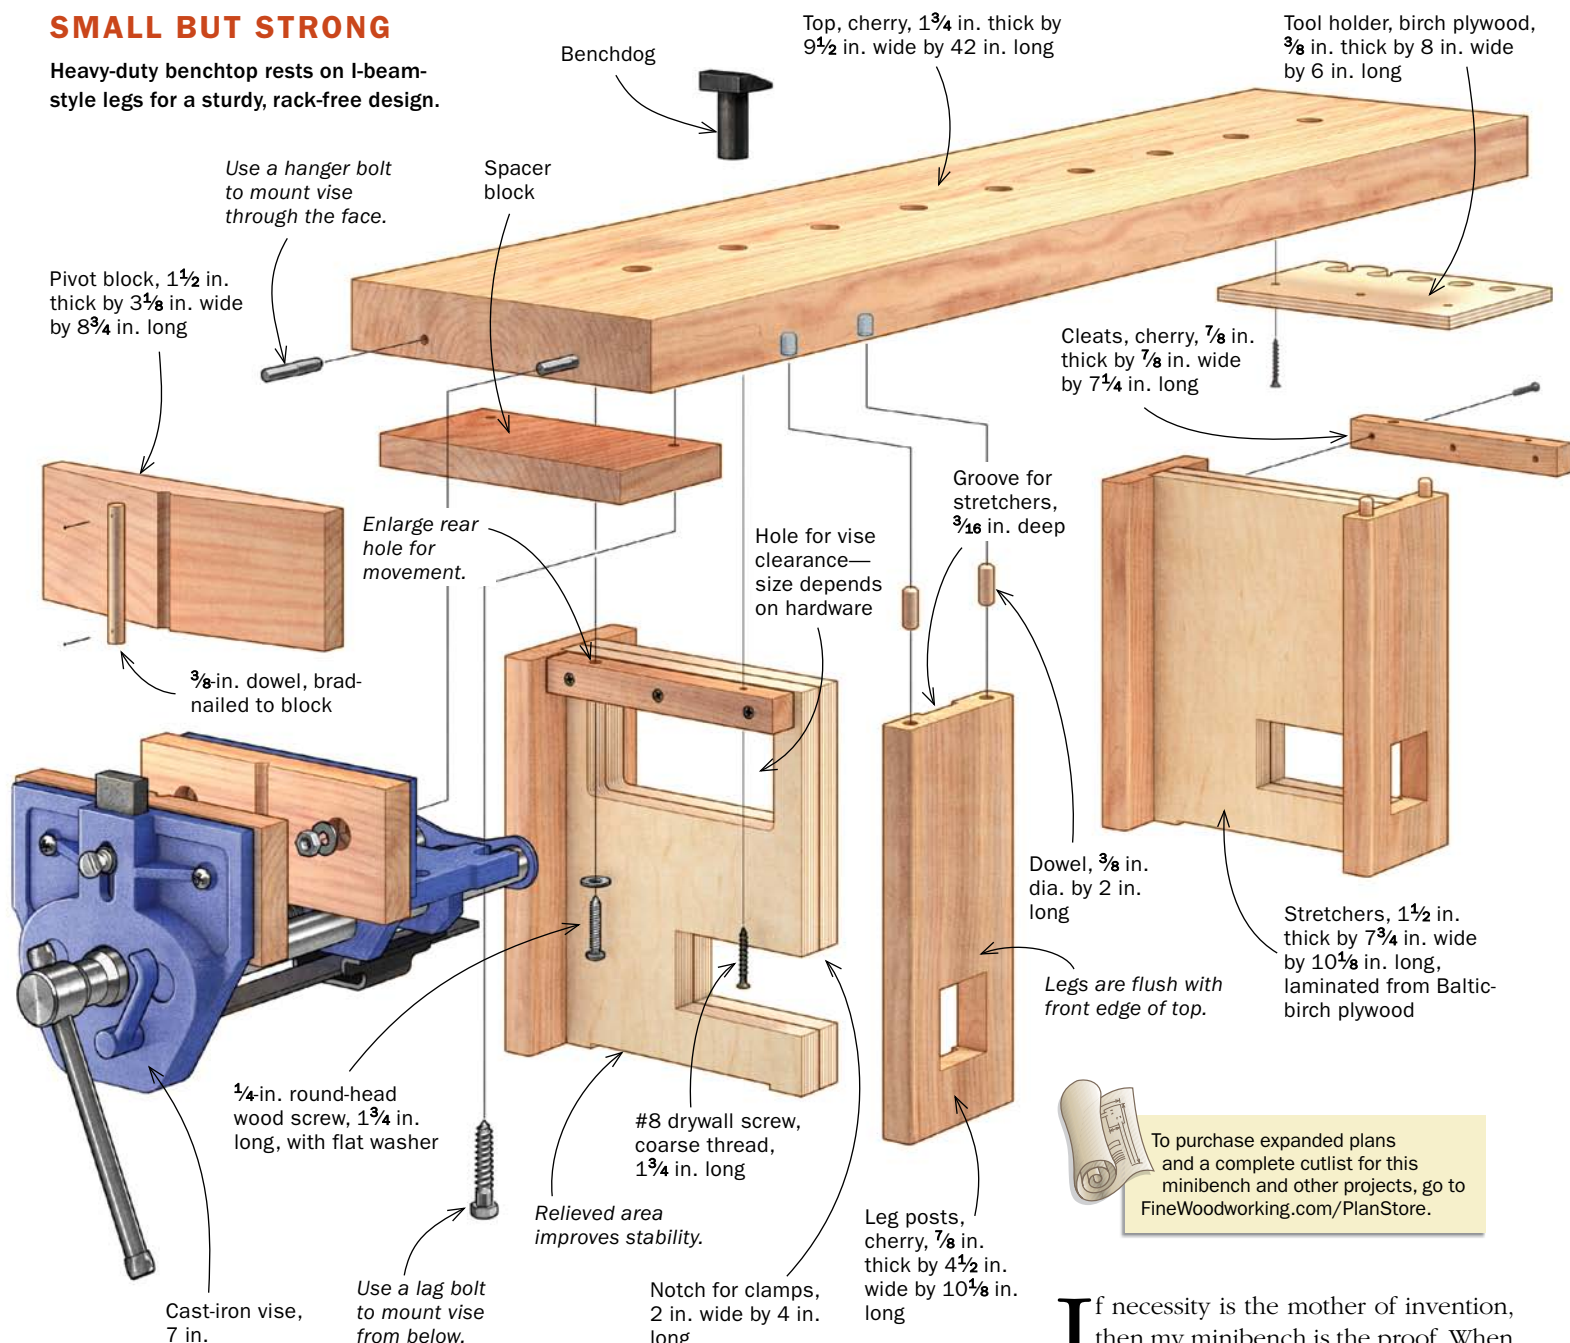 SMALL BUT STRONG
Heavy-duty benchtop rests on I-beam-
style legs for a sturdy, rack-free design.
Benchdog
Top, cherry, 1¾ in. thick by
9½ in. wide by 42 in. long
Tool holder, birch plywood,
⅜ in. thick by 8 in. wide
by 6 in. long
Use a hanger bolt
to mount vise
through the face.
Spacer
block
Pivot block, 1½ in.
thick by 3⅛ in. wide
by 8¾ in. long
Cleats, cherry, ⅞ in.
thick by ⅞ in. wide
by 7¼ in. long
Enlarge rear
hole for
movement.
Hole for vise
clearance—
size depends
on hardware
Groove for
stretchers,
3/16 in. deep
⅜-in. dowel, brad-
nailed to block
Dowel, ⅜ in.
dia. by 2 in.
long
Legs are flush with
front edge of top.
Stretchers, 1½ in.
thick by 7¾ in. wide
by 10⅛ in. long,
laminated from Baltic-
birch plywood
¼-in. round-head
wood screw, 1¾ in.
long, with flat washer
#8 drywall screw,
coarse thread,
1¾ in. long
Relieved area
improves stability.
Leg posts,
cherry, ⅞ in.
thick by 4½ in.
wide by 10⅛ in.
long
To purchase expanded plans
and a complete cutlist for this
minibench and other projects, go to
FineWoodworking.com/PlanStore.
Cast-iron vise,
7 in.
Use a lag bolt
to mount vise
from below.
Notch for clamps,
2 in. wide by 4 in.
long
If necessity is the mother of invention,
then my minibench is the proof. When